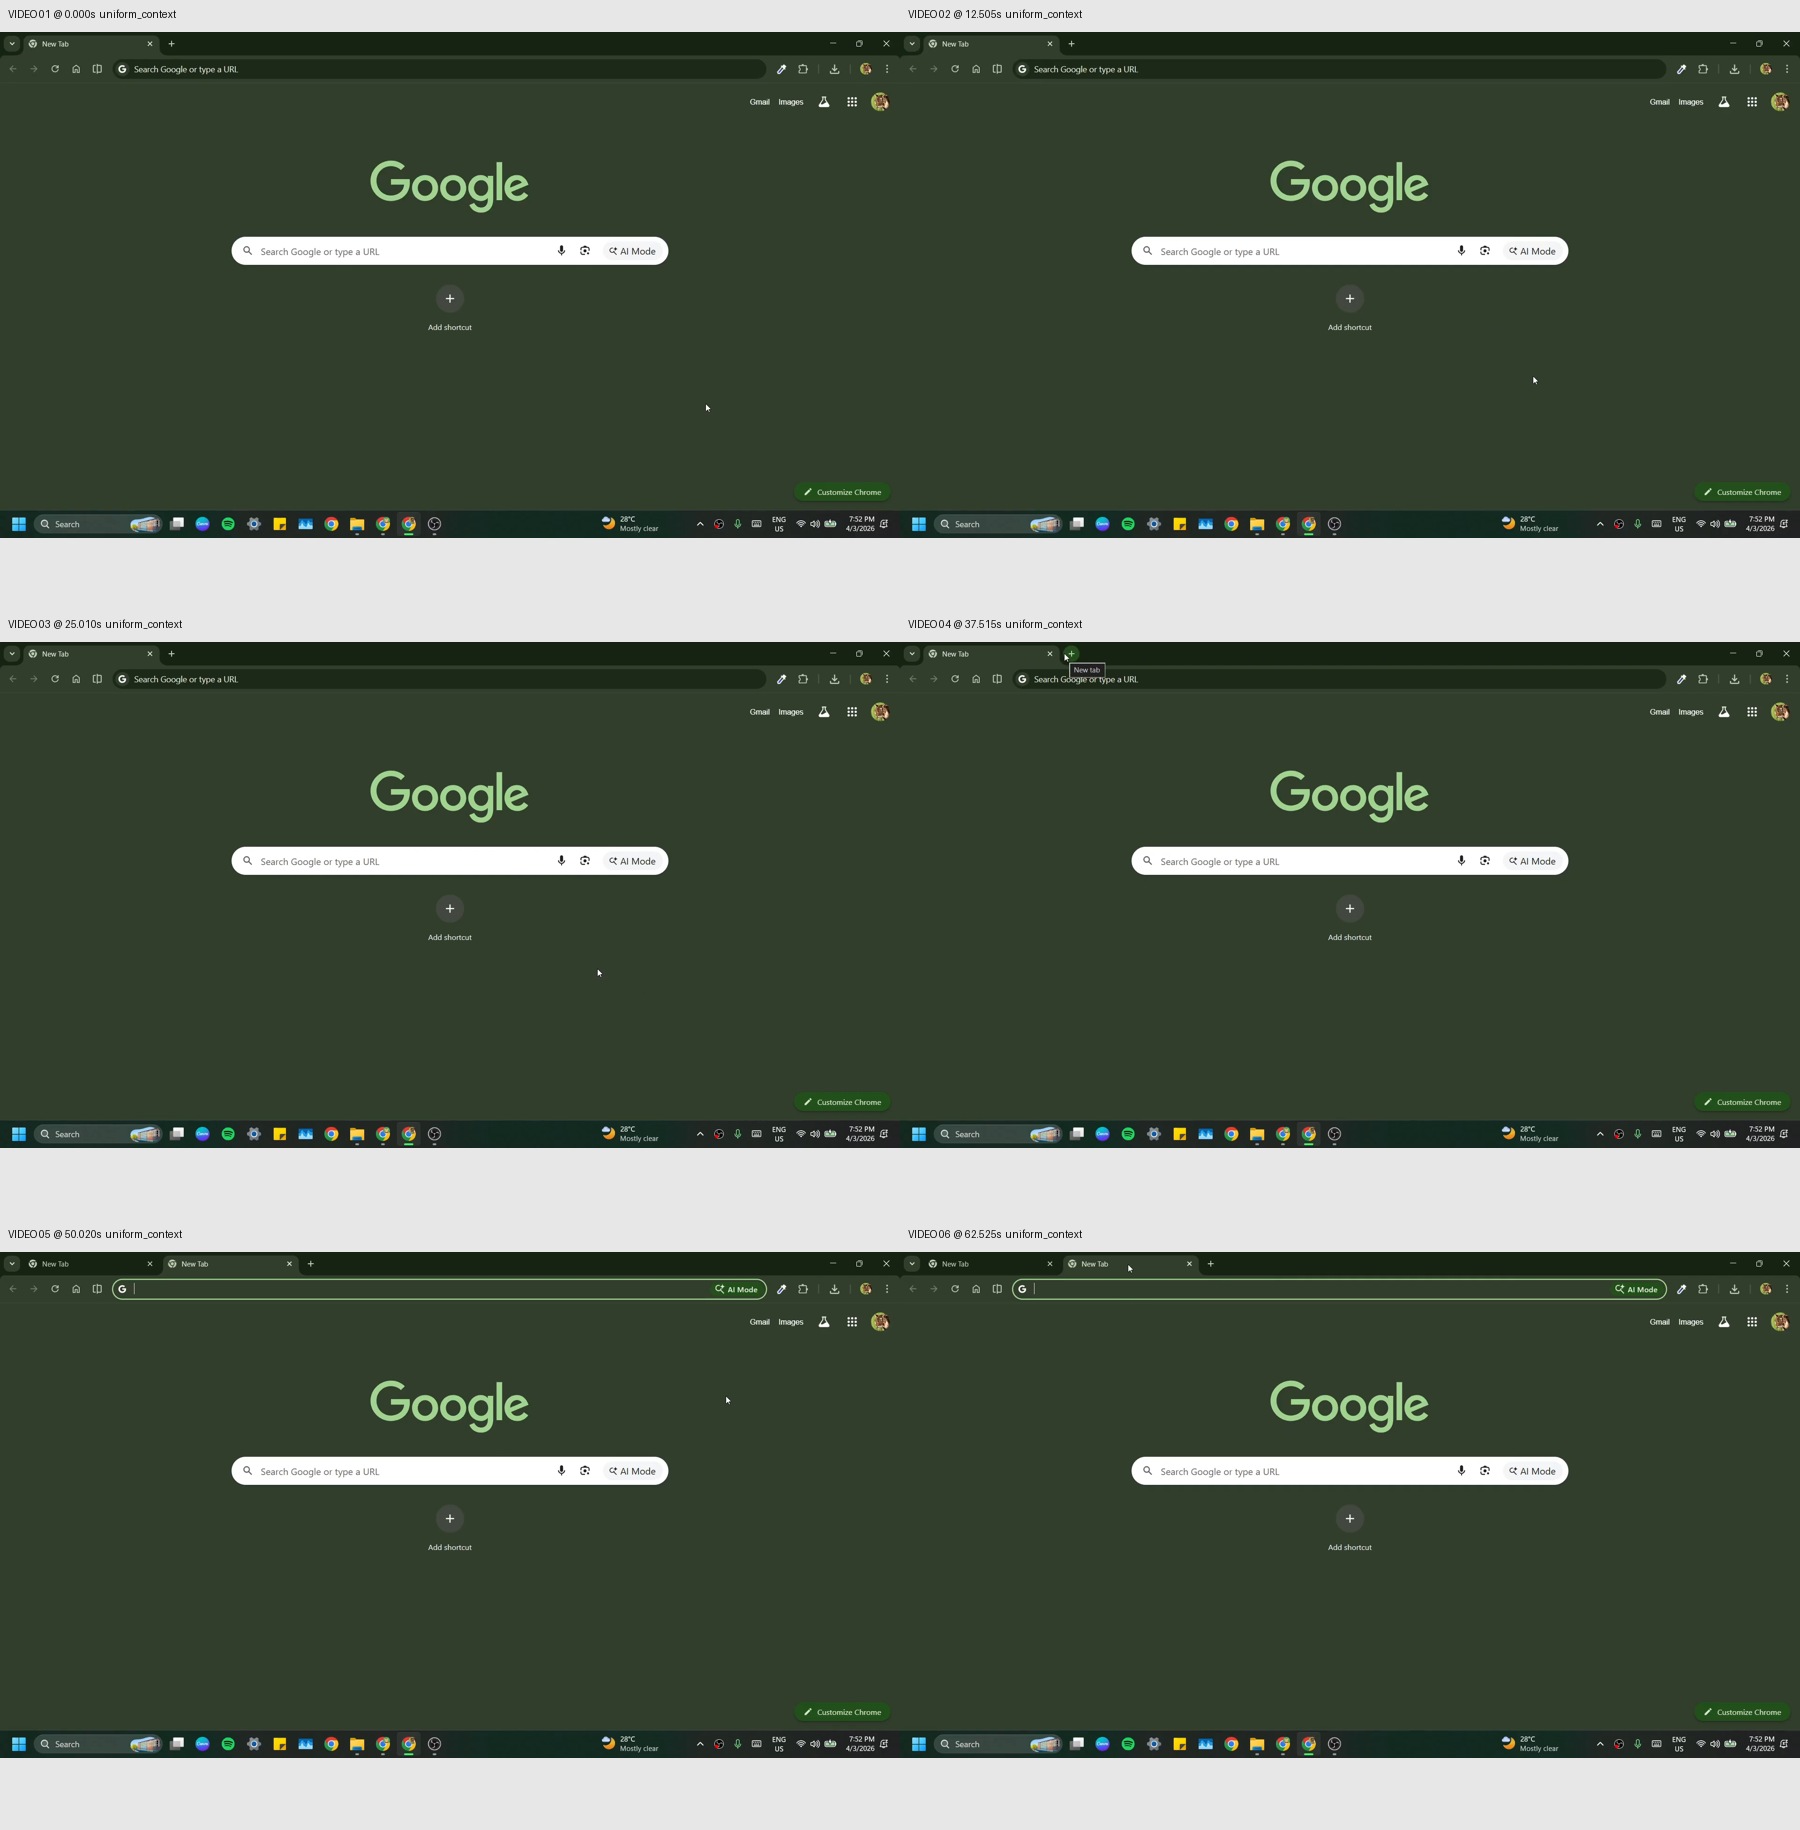 VIDEO01 @ 0.000s uniform_context
New Tab
Search Google or type a URL
Gmail Images
Google
Search Google or type a URL AI Mode
Add shortcut
Customize Chrome
Search 28°C Mostly clear ENG US 7:52 PM 4/3/2026
VIDEO02 @ 12.505s uniform_context
New Tab
Search Google or type a URL
Gmail Images
Google
Search Google or type a URL AI Mode
Add shortcut
Customize Chrome
Search 28°C Mostly clear ENG US 7:52 PM 4/3/2026
VIDEO03 @ 25.010s uniform_context
New Tab
Search Google or type a URL
Gmail Images
Google
Search Google or type a URL AI Mode
Add shortcut
Customize Chrome
Search 28°C Mostly clear ENG US 7:52 PM 4/3/2026
VIDEO04 @ 37.515s uniform_context
New Tab
New tab
Search Google or type a URL
Gmail Images
Google
Search Google or type a URL AI Mode
Add shortcut
Customize Chrome
Search 28°C Mostly clear ENG US 7:52 PM 4/3/2026
VIDEO05 @ 50.020s uniform_context
New Tab New Tab
AI Mode
Gmail Images
Google
Search Google or type a URL AI Mode
Add shortcut
Customize Chrome
Search 28°C Mostly clear ENG US 7:52 PM 4/3/2026
VIDEO06 @ 62.525s uniform_context
New Tab New Tab
AI Mode
Gmail Images
Google
Search Google or type a URL AI Mode
Add shortcut
Customize Chrome
Search 28°C Mostly clear ENG US 7:52 PM 4/3/2026